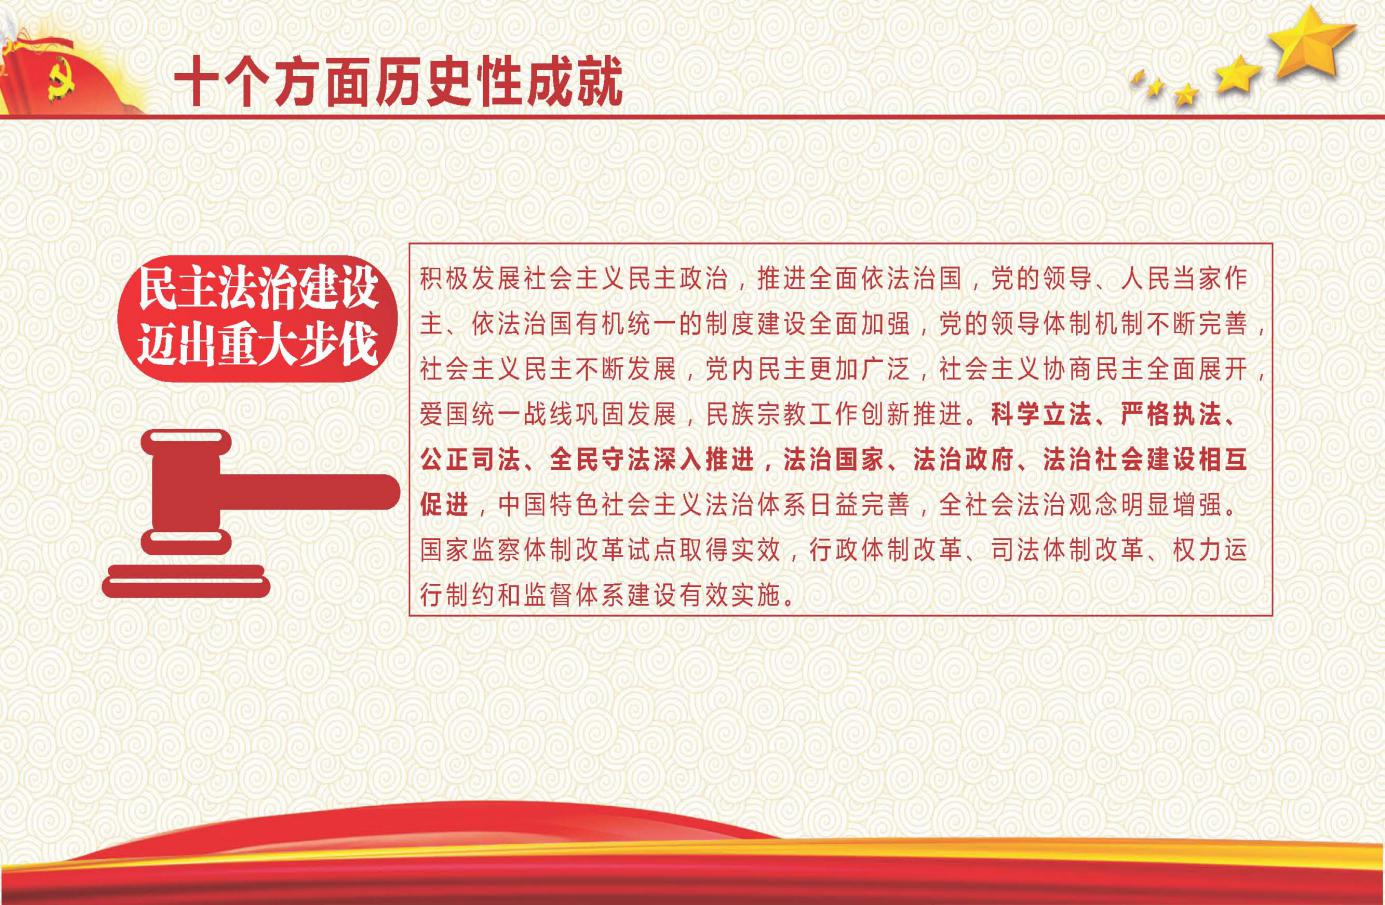 十个方面历史性成就
民主法治建设
迈出重大步伐
积极发展社会主义民主政治，推进全面依法治国，党的领导、人民当家作
主、依法治国有机统一的制度建设全面加强，党的领导体制机制不断完善，
社会主义民主不断发展，党内民主更加广泛，社会主义协商民主全面展开，
爱国统一战线巩固发展，民族宗教工作创新推进。科学立法、严格执法、
公正司法、全民守法深入推进，法治国家、法治政府、法治社会建设相互
促进，中国特色社会主义法治体系日益完善，全社会法治观念明显增强。
国家监察体制改革试点取得实效，行政体制改革、司法体制改革、权力运
行制约和监督体系建设有效实施。